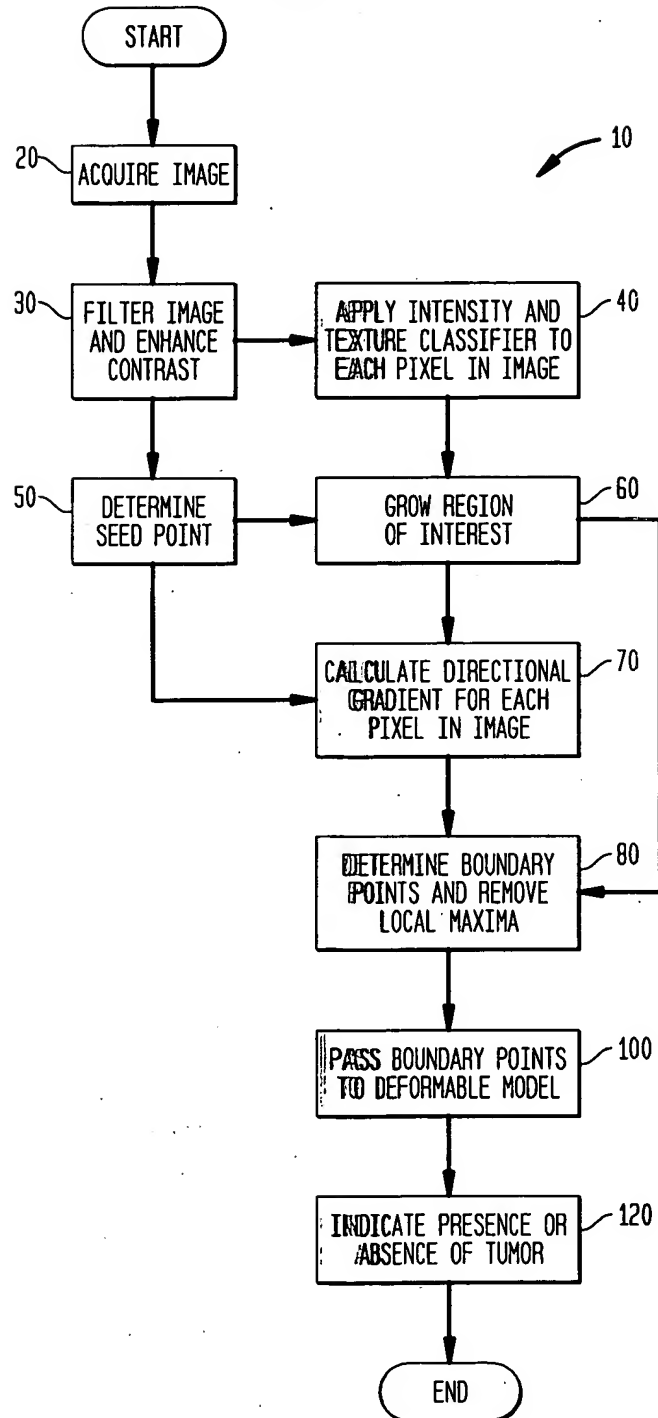 START
10
20
ACQUIRE IMAGE
30
FILTER IMAGE
AND ENHANCE
CONTRAST
40
APPLY INTENSITY AND
TEXTURE CLASSIFIER TO
EACH PIXEL IN IMAGE
50
DETERMINE
SEED POINT
60
GROW REGION
OF INTEREST
70
CALCULATE DIRECTIONAL
GRADIENT FOR EACH
PIXEL IN IMAGE
80
DETERMINE BOUNDARY
POINTS AND REMOVE
LOCAL MAXIMA
100
PASS BOUNDARY POINTS
TO DEFORMABLE MODEL
120
INDICATE PRESENCE OR
ABSENCE OF TUMOR
END